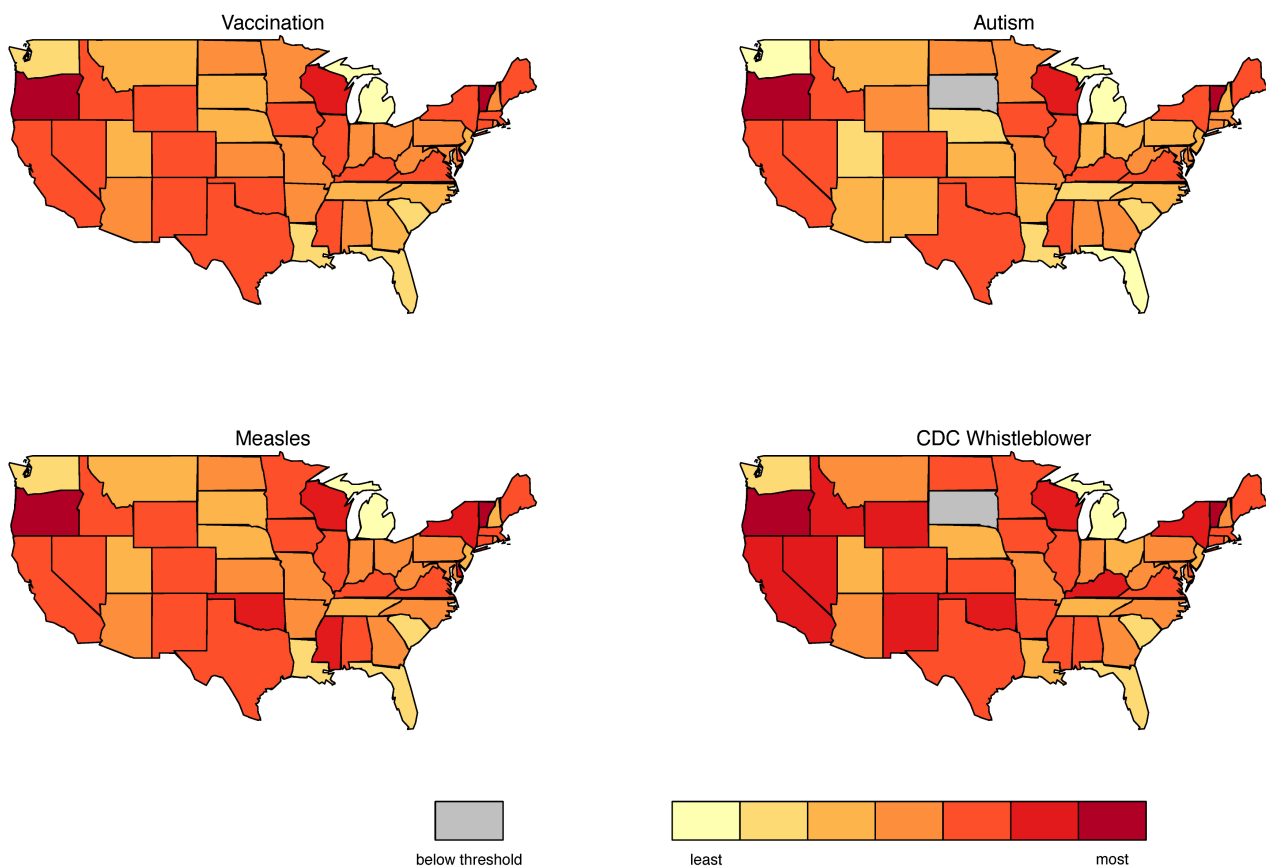 Vaccination
Autism
Measles
CDC Whistleblower
below threshold
least
most